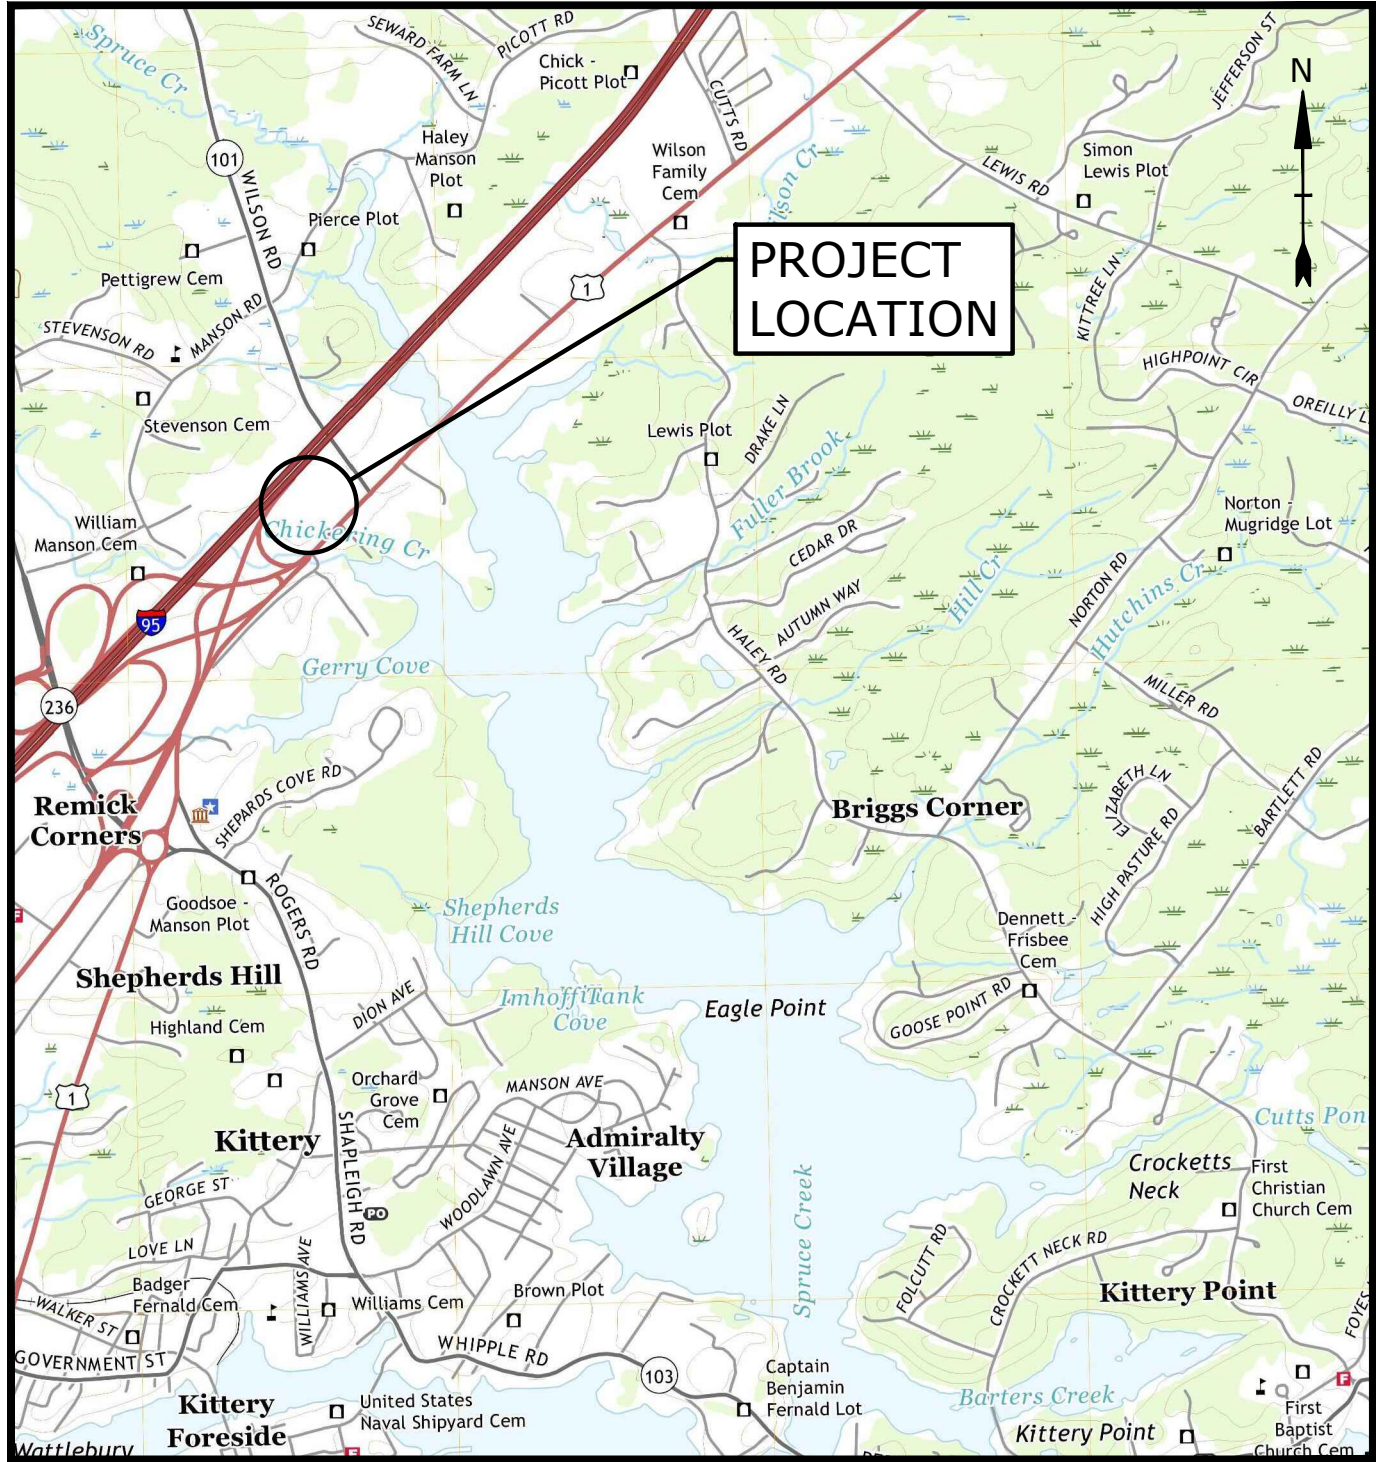 SEWARD FARM LN
PICOTT RD
Spruce Cr
Chick -
Picott Plot
CUTTS RD
JEFFERSON ST
N
101
WILSON RD
Haley
Manson
Plot
Wilson
Family
Cem
LEWIS RD
Simon
Lewis Plot
Pierce Plot
Pettigrew Cem
PROJECT
LOCATION
1
KITTREE LN
STEVENSON RD
MANSON RD
HIGHPOINT CIR
OREILLY L
Stevenson Cem
Lewis Plot
DRAKE LN
Fuller Brook
William
Manson Cem
Chickering Cr
CEDAR DR
Norton -
Mugridge Lot
95
Hill Cr
NORTON RD
Hutchins Cr
AUTUMN WAY
HALEY RD
Gerry Cove
MILLER RD
236
SHEPARDS COVE RD
Remick
Corners
Briggs Corner
ELIZABETH LN
BARTLETT RD
HIGH PASTURE RD
Goodsoe -
Manson Plot
ROGERS RD
Shepherds
Hill Cove
Dennett -
Frisbee
Cem
Shepherds Hill
DION AVE
Imhoff Tank
Cove
Eagle Point
GOOSE POINT RD
Highland Cem
1
Orchard
Grove
Cem
MANSON AVE
Cutts Pon
Kittery
SHAPLEIGH RD
WOODLAWN AVE
Admiralty
Village
Crocketts
Neck
First
Christian
Church Cem
GEORGE ST
PO
LOVE LN
WILLIAMS AVE
Spruce Creek
FOLCUTT RD
CROCKETT NECK RD
Badger
Fernald Cem
Williams Cem
Brown Plot
Kittery Point
WALKER ST
FOYES
GOVERNMENT ST
WHIPPLE RD
103
Captain
Benjamin
Fernald Lot
F
Kittery
Foreside
United States
Naval Shipyard Cem
Barters Creek
Kittery Point
First
Baptist
Church Cem
Wattlebury
F